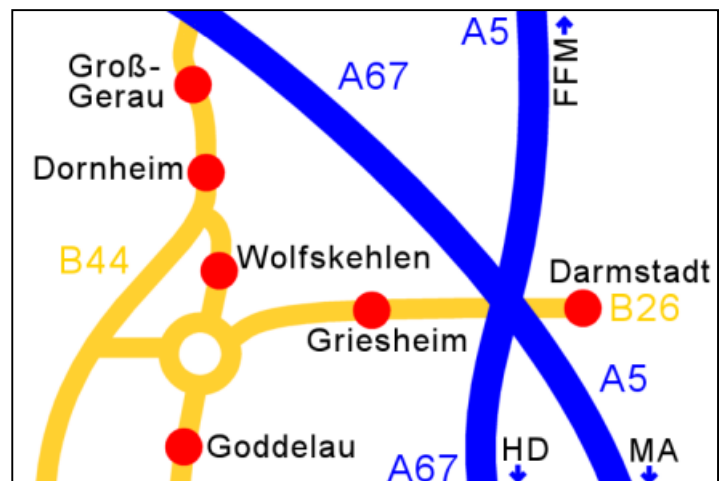 A5
FFM
A67
Groß-
Gerau
Dornheim
B44
Wolfskehlen
Darmstadt
B26
Griesheim
A5
Goddelau
A67
HD
MA